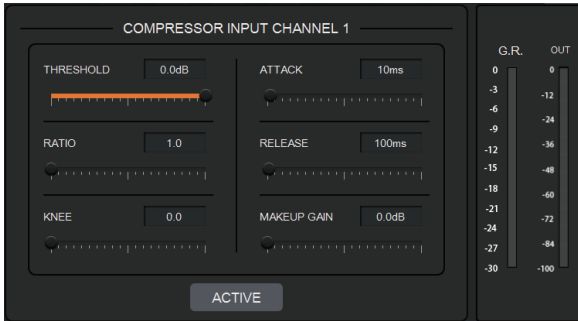 COMPRESSOR INPUT CHANNEL 1
THRESHOLD 0.0dB
ATTACK 10ms
RATIO 1.0
RELEASE 100ms
KNEE 0.0
MAKEUP GAIN 0.0dB
ACTIVE
G.R. OUT
0 0
-3
-12
-6
-24
-9
-36
-12
-15 -48
-18
-60
-21
-72
-24
-84
-27
-30 -100